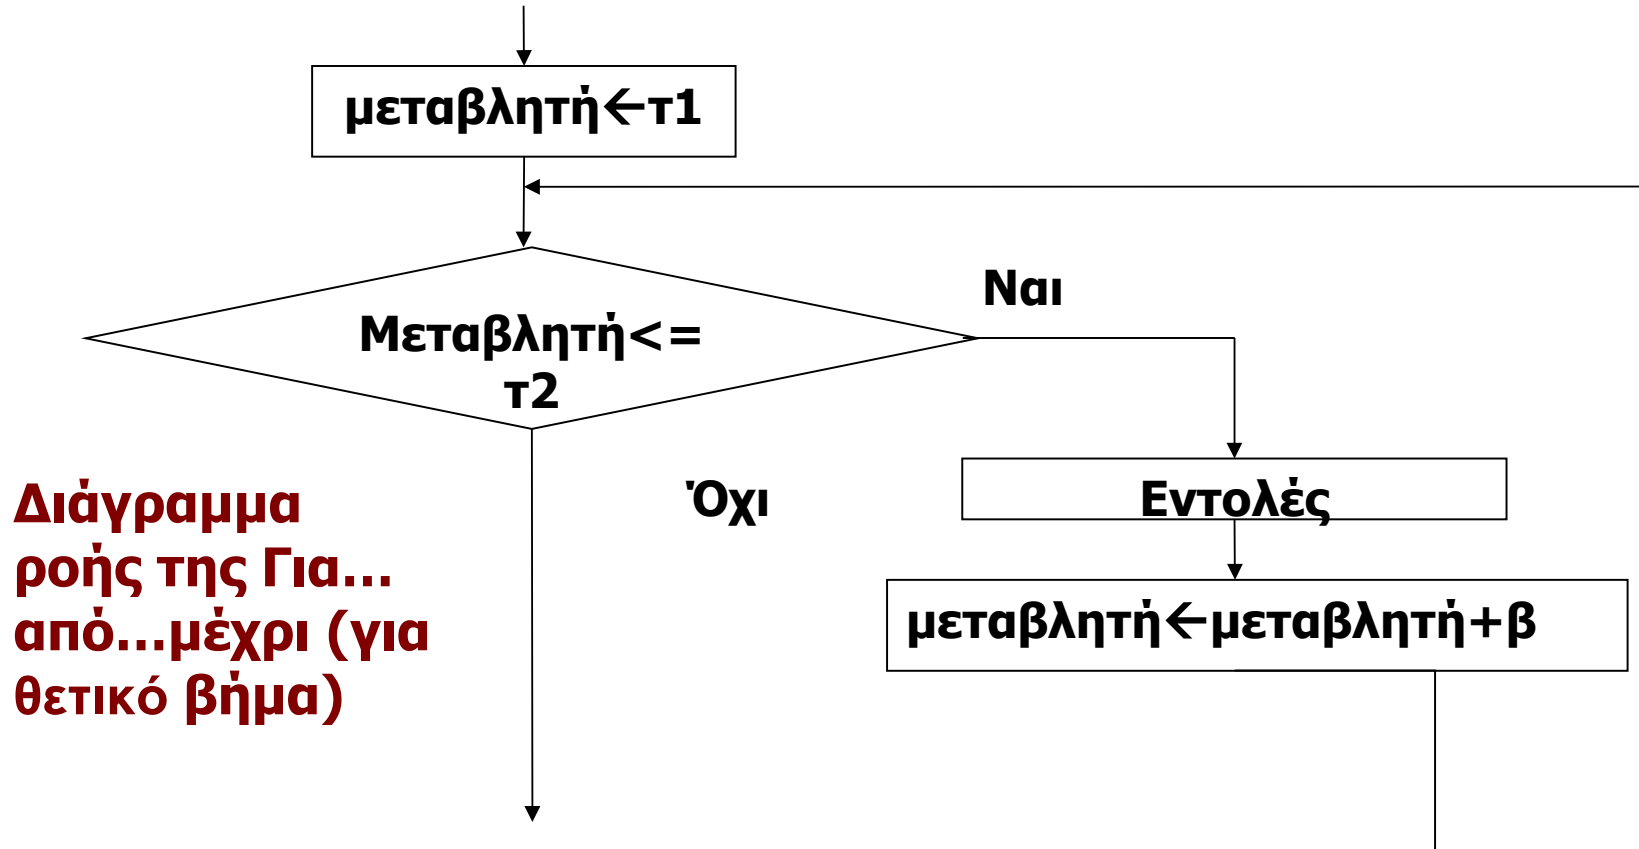 μεταβλητή←τ1
Ναι
Μεταβλητή<=
τ2
Όχι
Εντολές
μεταβλητή←μεταβλητή+β
Διάγραμμα
ροής της Για...
από...μέχρι (για
θετικό βήμα)